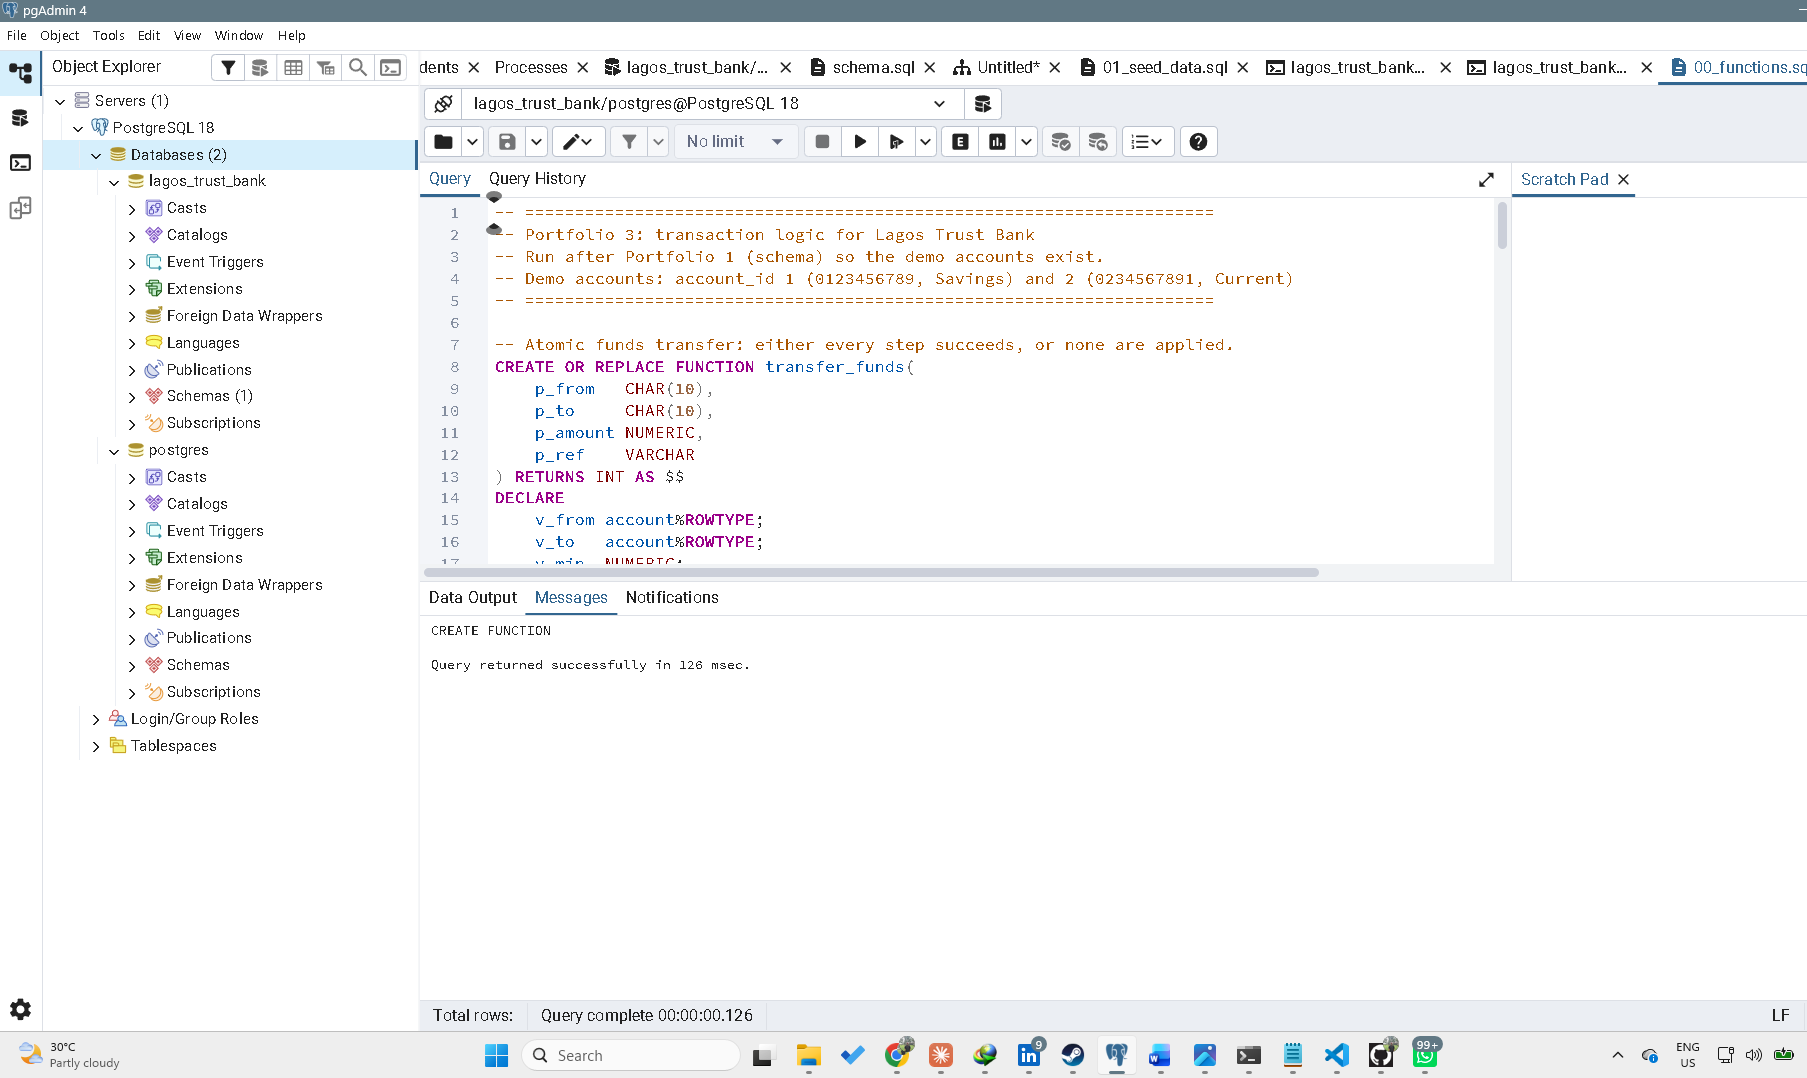 pgAdmin 4
File Object Tools Edit View Window Help
Object Explorer
dents Processes lagos_trust_bank/... schema.sql Untitled* 01_seed_data.sql lagos_trust_bank... lagos_trust_bank... 00_functions.sq
Servers (1)
PostgreSQL 18
Databases (2)
lagos_trust_bank
Casts
Catalogs
Event Triggers
Extensions
Foreign Data Wrappers
Languages
Publications
Schemas (1)
Subscriptions
postgres
Casts
Catalogs
Event Triggers
Extensions
Foreign Data Wrappers
Languages
Publications
Schemas
Subscriptions
Login/Group Roles
Tablespaces
lagos_trust_bank/postgres@PostgreSQL 18
No limit
E
Query Query History
Scratch Pad
1 -- =====================================================================
2 -- Portfolio 3: transaction logic for Lagos Trust Bank
3 -- Run after Portfolio 1 (schema) so the demo accounts exist.
4 -- Demo accounts: account_id 1 (0123456789, Savings) and 2 (0234567891, Current)
5 -- =====================================================================
6
7 -- Atomic funds transfer: either every step succeeds, or none are applied.
8 CREATE OR REPLACE FUNCTION transfer_funds(
9 p_from CHAR(10),
10 p_to CHAR(10),
11 p_amount NUMERIC,
12 p_ref VARCHAR
13 ) RETURNS INT AS $$
14 DECLARE
15 v_from account%ROWTYPE;
16 v_to account%ROWTYPE;
17 v_min NUMERIC;
Data Output Messages Notifications
CREATE FUNCTION
Query returned successfully in 126 msec.
Total rows: Query complete 00:00:00.126 LF
30°C
Partly cloudy
Search
9
99+
ENG
US